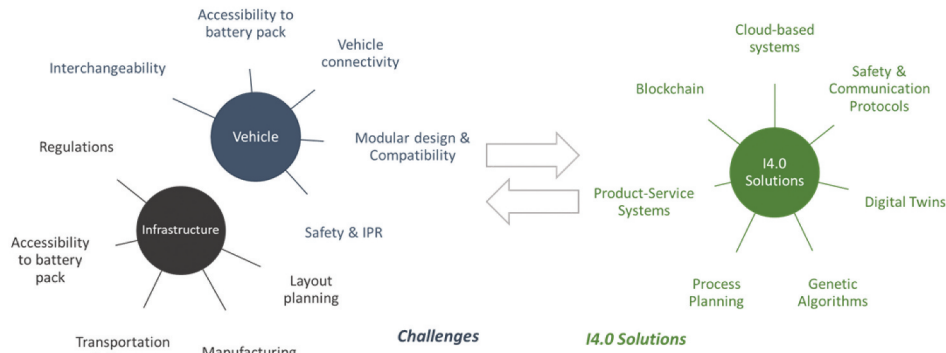 Accessibility to
battery pack
Vehicle
connectivity
Interchangeability
Vehicle
Modular design &
Compatibility
Safety & IPR
Regulations
Infrastructure
Accessibility
to battery
pack
Layout
planning
Transportation
Manufacturing
Challenges
Cloud-based
systems
Blockchain
Safety &
Communication
Protocols
I4.0
Solutions
Product-Service
Systems
Digital Twins
Process
Planning
Genetic
Algorithms
I4.0 Solutions